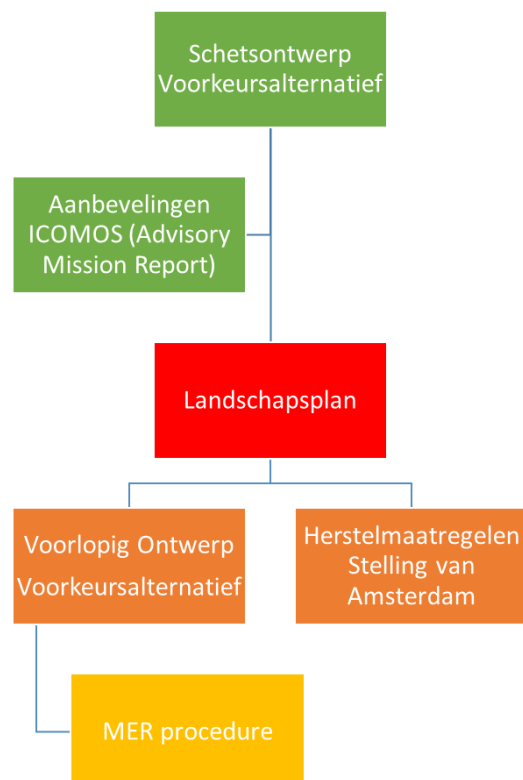 Schetsontwerp
Voorkeursalternatief
Aanbevelingen
ICOMOS (Advisory
Mission Report)
Landschapsplan
Voorlopig Ontwerp
Voorkeursalternatief
Herstelmaatregelen
Stelling van
Amsterdam
MER procedure